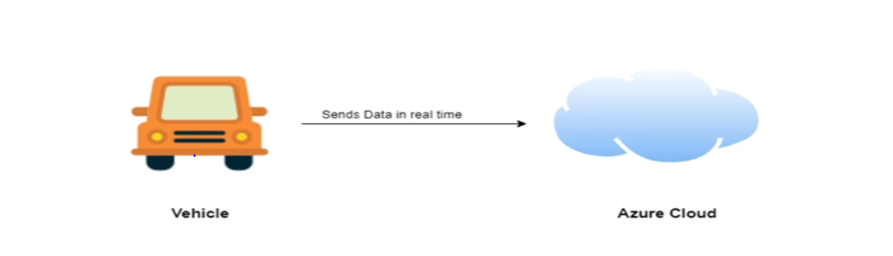 Sends Data in real time
Vehicle
Azure Cloud